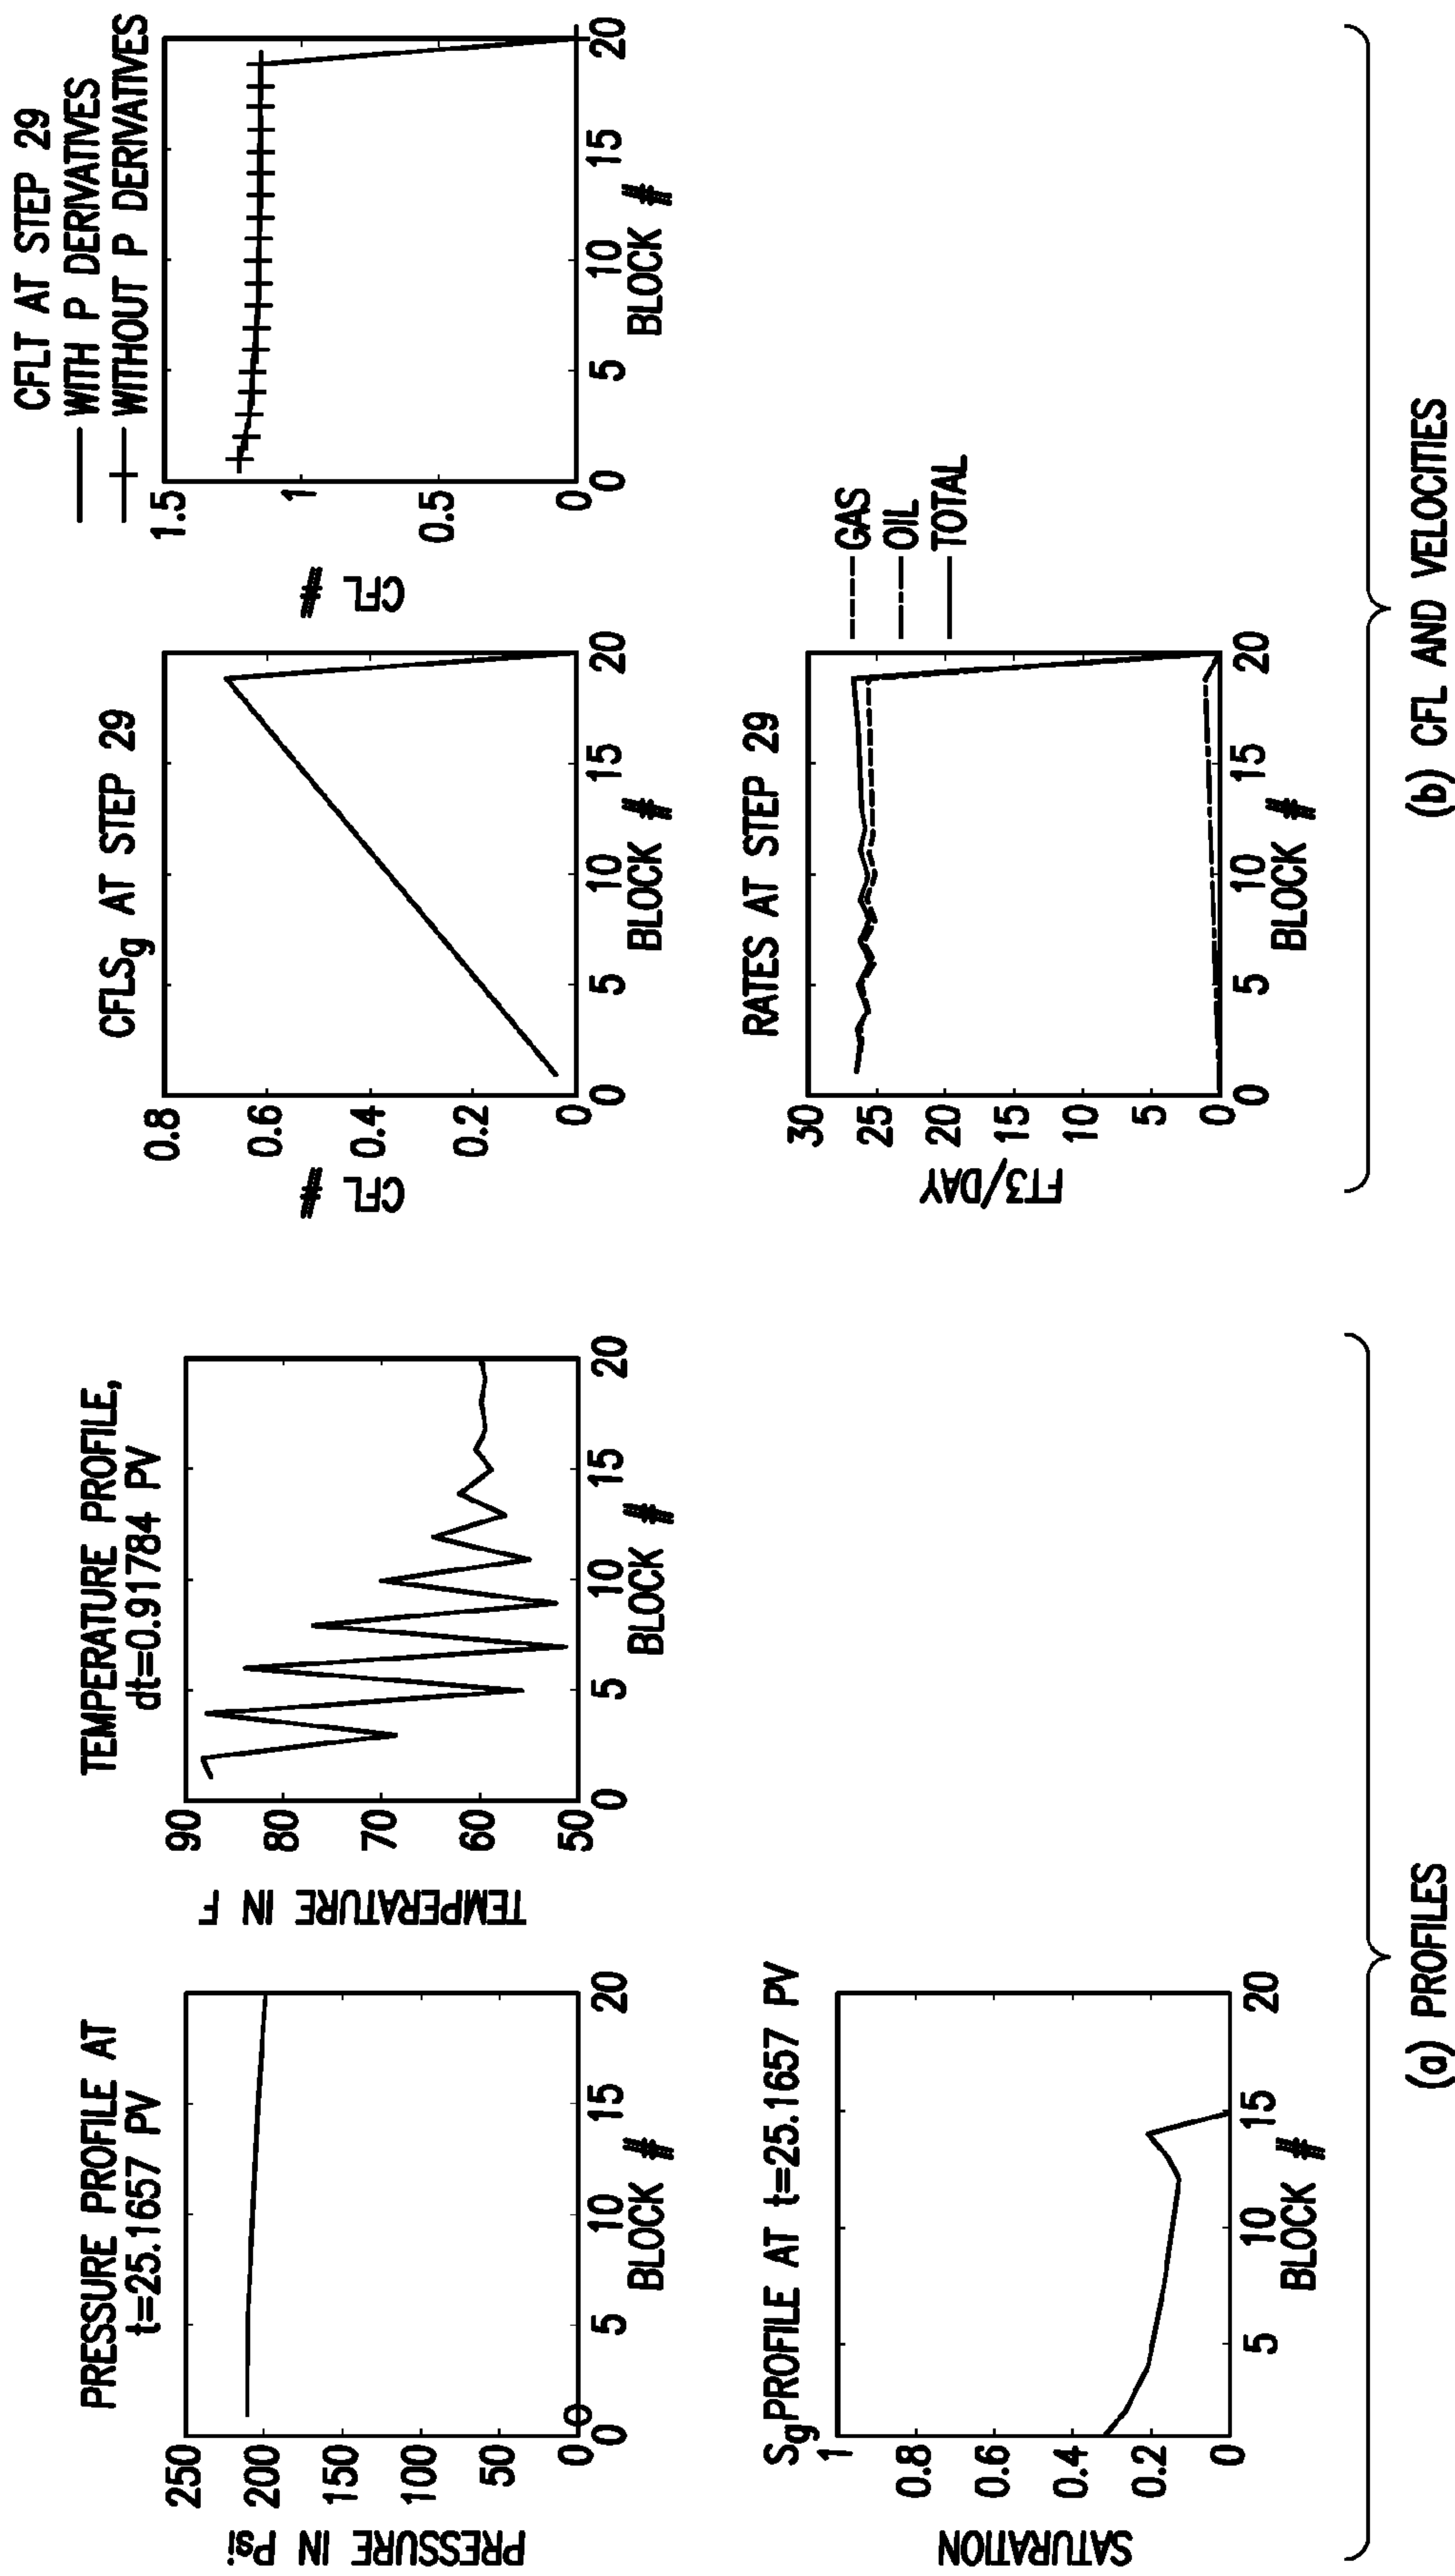 PRESSURE PROFILE AT
t=25.1657 PV
PRESSURE IN Psi
250
200
150
100
50
0
0
5
10
15
20
BLOCK #
TEMPERATURE PROFILE,
dt=0.91784 PV
TEMPERATURE IN F
90
80
70
60
50
0
5
10
15
20
BLOCK #
SgPROFILE AT t=25.1657 PV
SATURATION
1
0.8
0.6
0.4
0.2
0
5
10
15
20
BLOCK #
(a) PROFILES
CFLSg AT STEP 29
CFL #
0.8
0.6
0.4
0.2
0
0
5
10
15
20
BLOCK #
CFLT AT STEP 29
WITH P DERIVATIVES
WITHOUT P DERIVATIVES
CFL #
1.5
1
0.5
0
0
5
10
15
20
BLOCK #
RATES AT STEP 29
FT3/DAY
30
25
20
15
10
5
0
0
5
10
15
20
BLOCK #
GAS
OIL
TOTAL
(b) CFL AND VELOCITIES